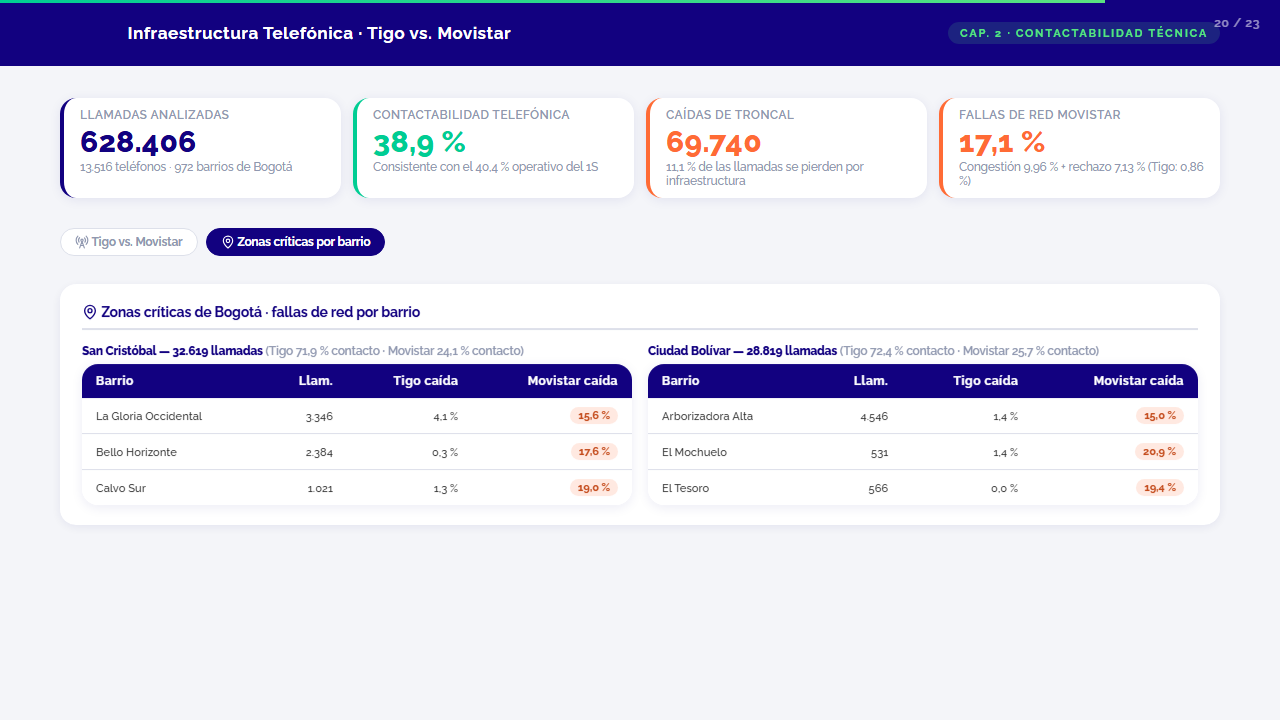 Infraestructura Telefónica · Tigo vs. Movistar
CAP. 2 · CONTACTABILIDAD TÉCNICA
20 / 23
LLAMADAS ANALIZADAS
628.406
13.516 teléfonos · 972 barrios de Bogotá
CONTACTABILIDAD TELEFÓNICA
38,9 %
Consistente con el 40,4 % operativo del 1S
CAÍDAS DE TRONCAL
69.740
11,1 % de las llamadas se pierden por
infraestructura
FALLAS DE RED MOVISTAR
17,1 %
Congestión 9,96 % + rechazo 7,13 % (Tigo: 0,86
%)
Tigo vs. Movistar
Zonas críticas por barrio
Zonas críticas de Bogotá · fallas de red por barrio
San Cristóbal — 32.619 llamadas (Tigo 71,9 % contacto · Movistar 24,1 % contacto)
Barrio Llam. Tigo caída Movistar caída
La Gloria Occidental 3.346 4,1 % 15,6 %
Bello Horizonte 2.384 0,3 % 17,6 %
Calvo Sur 1.021 1,3 % 19,0 %
Ciudad Bolívar — 28.819 llamadas (Tigo 72,4 % contacto · Movistar 25,7 % contacto)
Barrio Llam. Tigo caída Movistar caída
Arborizadora Alta 4.546 1,4 % 15,0 %
El Mochuelo 531 1,4 % 20,9 %
El Tesoro 566 0,0 % 19,4 %